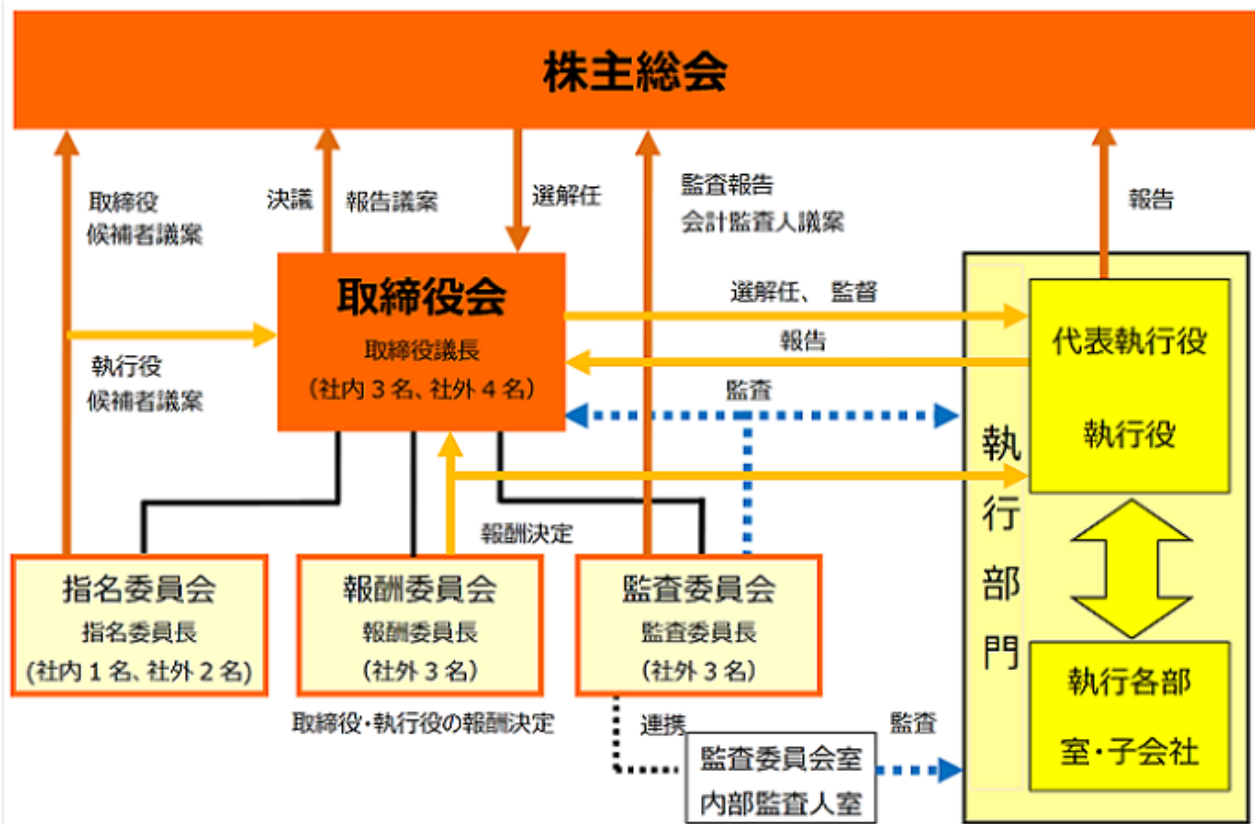 株主総会
取締役
候補者議案
決議
報告議案
選解任
監査報告
会計監査人議案
報告
取締役会
取締役議長
（社内３名、社外４名）
選解任、 監督
報告
監査
執行役
候補者議案
代表執行役
執行役
執行部門
報酬決定
指名委員会
指名委員長
(社内１名、社外２名)
報酬委員会
報酬委員長
（社外３名）
監査委員会
監査委員長
（社外３名）
取締役・執行役の報酬決定
連携
監査委員会室
内部監査人室
監査
執行各部
室・子会社